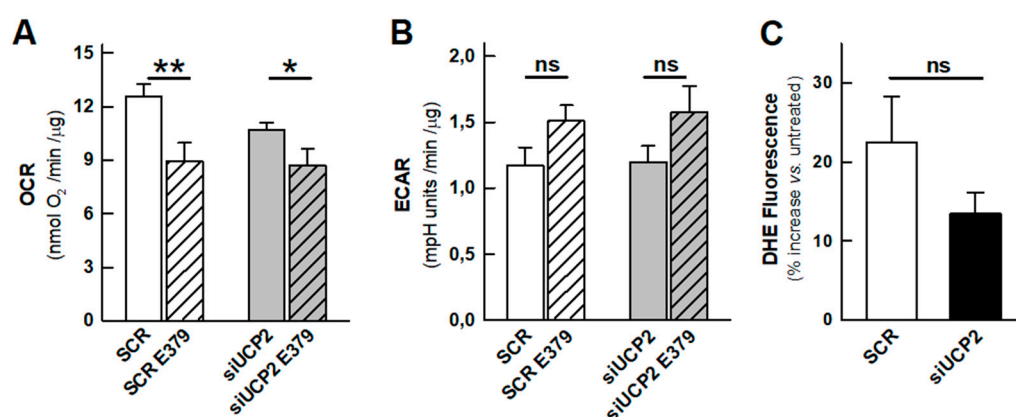 A
OCR
(nmol O₂ /min /µg)
15
12
9
6
3
0
**
*
SCR
SCR E379
siUCP2
siUCP2 E379
B
ECAR
(mpH units /min /µg)
2,0
1,5
1,0
0,5
0,0
ns
ns
SCR
SCR E379
siUCP2
siUCP2 E379
C
DHE Fluorescence
(% increase vs. untreated)
30
20
10
0
ns
SCR
siUCP2